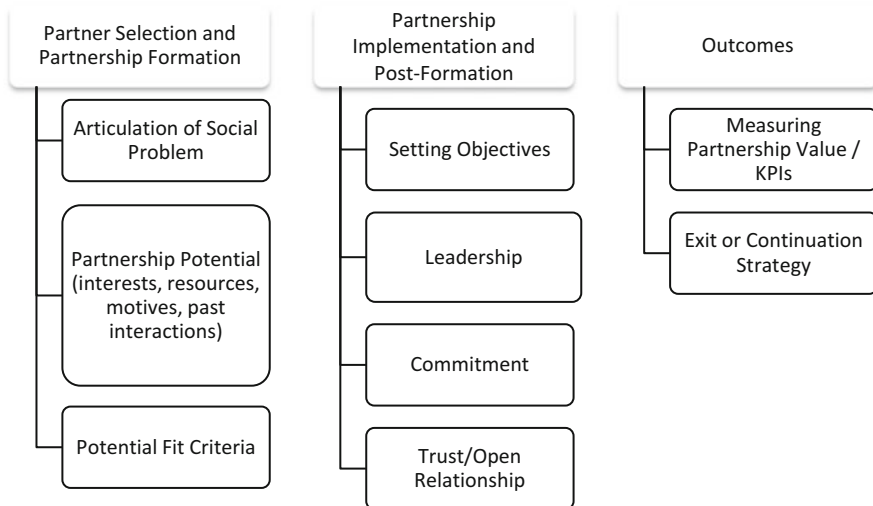 Partner Selection and
Partnership Formation
Articulation of Social
Problem
Partnership Potential
(interests, resources,
motives, past
interactions)
Potential Fit Criteria
Partnership
Implementation and
Post-Formation
Setting Objectives
Leadership
Commitment
Trust/Open
Relationship
Outcomes
Measuring
Partnership Value /
KPIs
Exit or Continuation
Strategy